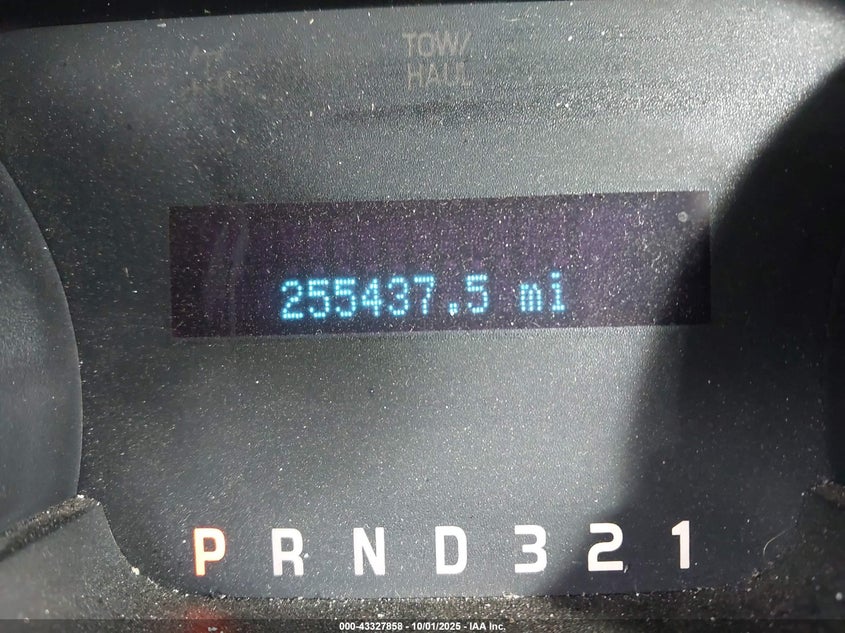 TOW/
HAUL
255437.5 mi
P R N D 3 2 1
000-43327858 - 10/01/2025 - IAA Inc.